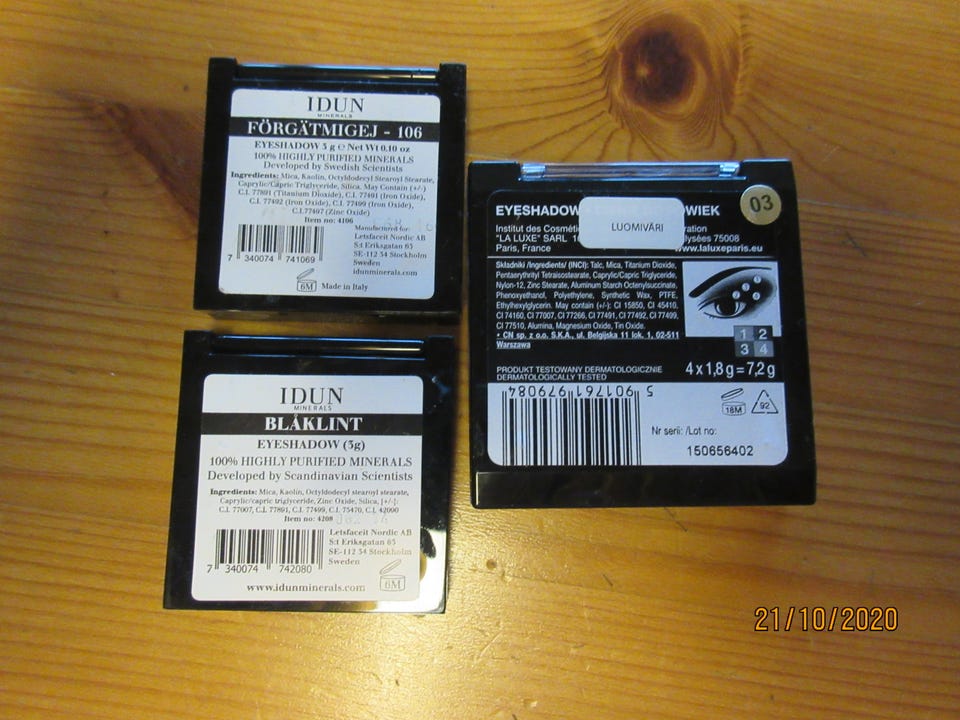 IDUN
MINERALS
FÖRGÄTMIGEJ - 106
EYESHADOW 3 g e Net Wt 0.10 oz
100% HIGHLY PURIFIED MINERALS
Developed by Swedish Scientists
Ingredients: Mica, Kaolin, Octyldodecyl Stearoyl Stearate,
Caprylic/Capric Triglyceride, Silica. May Contain (+/-)
C.I. 77891 (Titanium Dioxide), C.I. 77491 (Iron Oxide),
C.I. 77492 (Iron Oxide), C.I. 77499 (Iron Oxide),
C.I. 77497 (Zinc Oxide)
Item no: 4106
Manufactured for:
Letsfaceit Nordic AB
S:t Eriksgatan 63
SE-112 34 Stockholm
Sweden
idunminerals.com
7 340074 741069
6M
Made in Italy
IDUN
MINERALS
BLÅKLINT
EYESHADOW (3g)
100% HIGHLY PURIFIED MINERALS
Developed by Scandinavian Scientists
Ingredients: Mica, Kaolin, Octyldodecyl stearoyl stearate,
Caprylic/capric triglyceride, Zinc Oxide, Silica, [+/-]:
C.I. 77007, C.I. 77891, C.I. 77499, C.I. 75470, C.I. 42090
Item no: 4208
Letsfaceit Nordic AB
S:t Eriksgatan 63
SE-112 34 Stockholm
Sweden
7 340074 742080
www.idunminerals.com
6M
03
EYESHADOW OWIEK
LUOMIVÄRI
Institut des Cosméti ration
"LA LUXE" SARL 10 lysées 75008
Paris, France www.laluxeparis.eu
Składniki /Ingredients/ (INCI): Talc, Mica, Titanium Dioxide,
Pentaerythrityl Tetraisostearate, Caprylic/Capric Triglyceride,
Nylon-12, Zinc Stearate, Aluminum Starch Octenylsuccinate,
Phenoxyethanol, Polyethylene, Synthetic Wax, PTFE,
Ethylhexylglycerin. May contain (+/-): CI 15850, CI 45410,
CI 74160, CI 77007, CI 77266, CI 77491, CI 77492, CI 77499,
CI 77510, Alumina, Magnesium Oxide, Tin Oxide.
• CN sp. z o.o. S.K.A., ul. Belgijska 11 lok. 1, 02-511
Warszawa
1 2
3 4
PRODUKT TESTOWANY DERMATOLOGICZNIE
DERMATOLOGICALLY TESTED
4 x 1,8 g = 7,2 g
5 901761 979084
18M
92
Nr serii: /Lot no:
150656402
21/10/2020